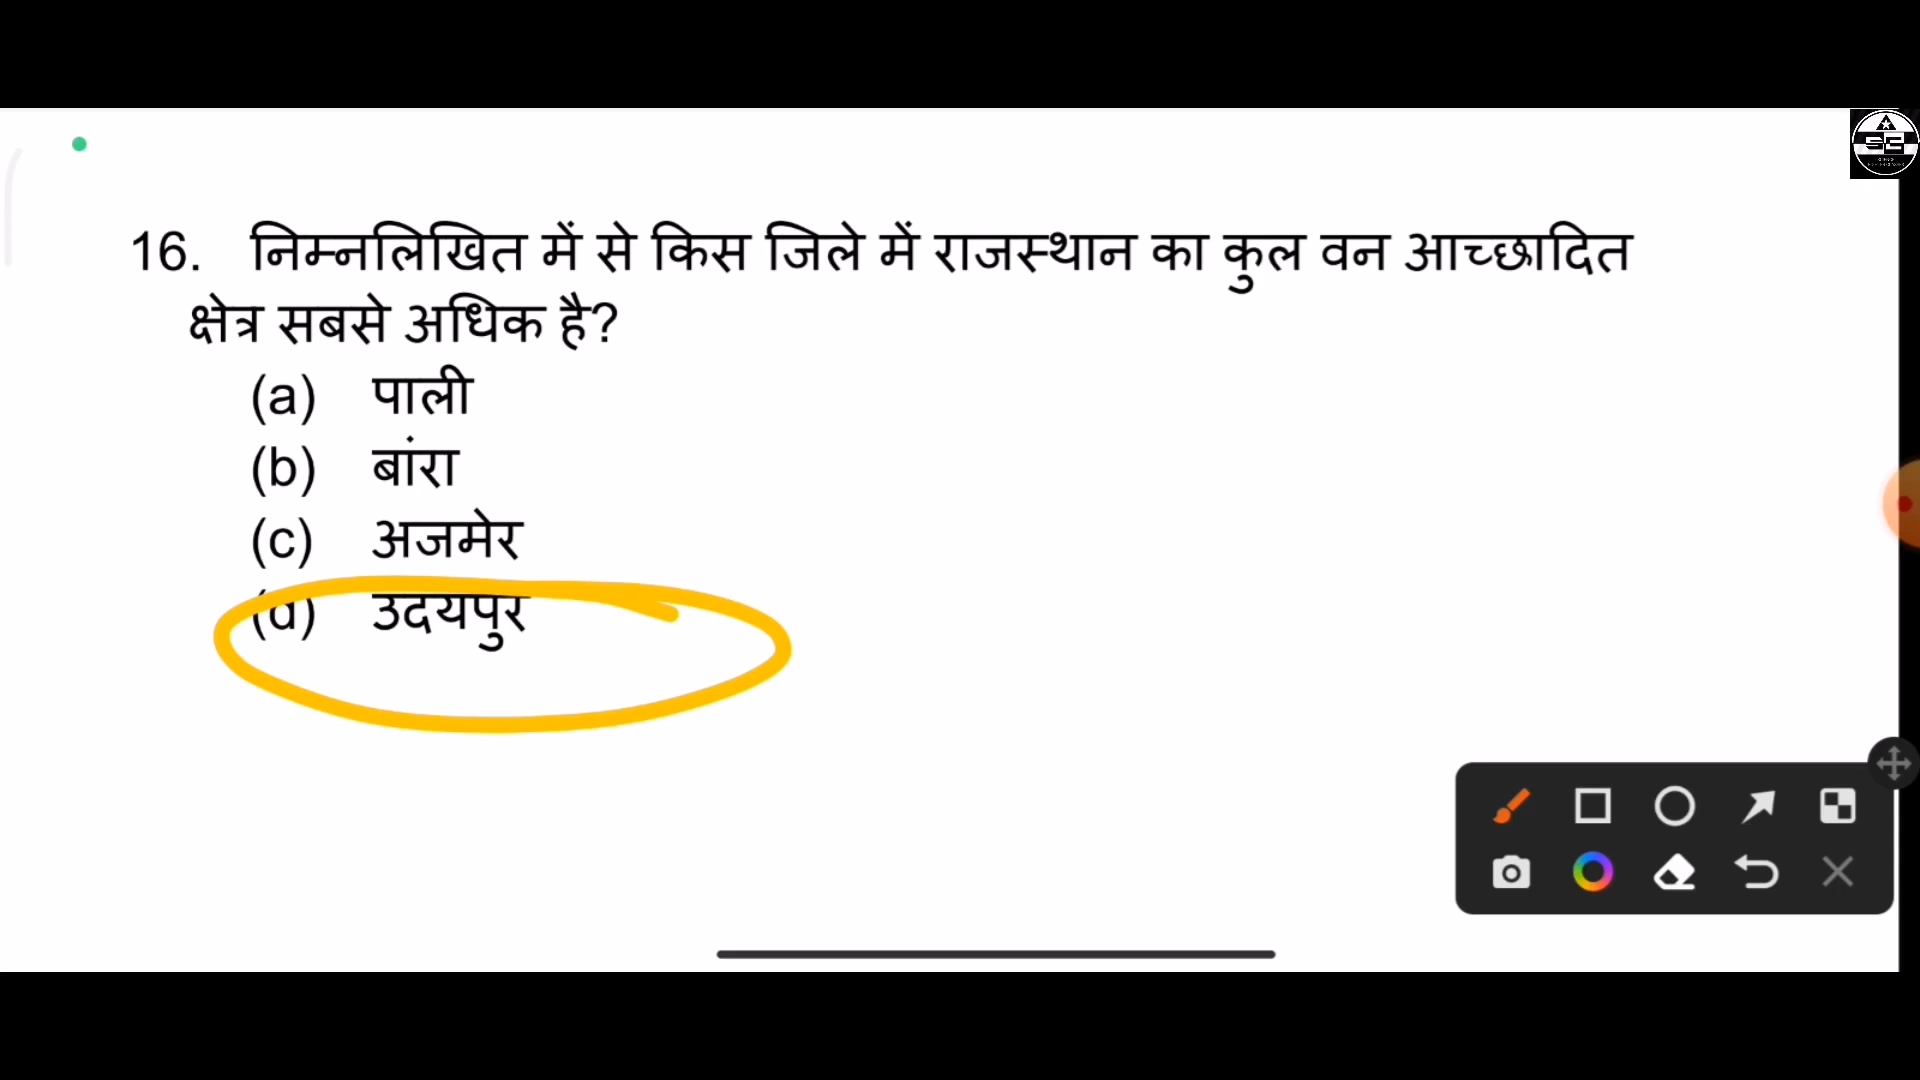 16. निम्नलिखित में से किस जिले में राजस्थान का कुल वन आच्छादित
क्षेत्र सबसे अधिक है?
(a) पाली
(b) बांरा
(c) अजमेर
(d) उदयपुर